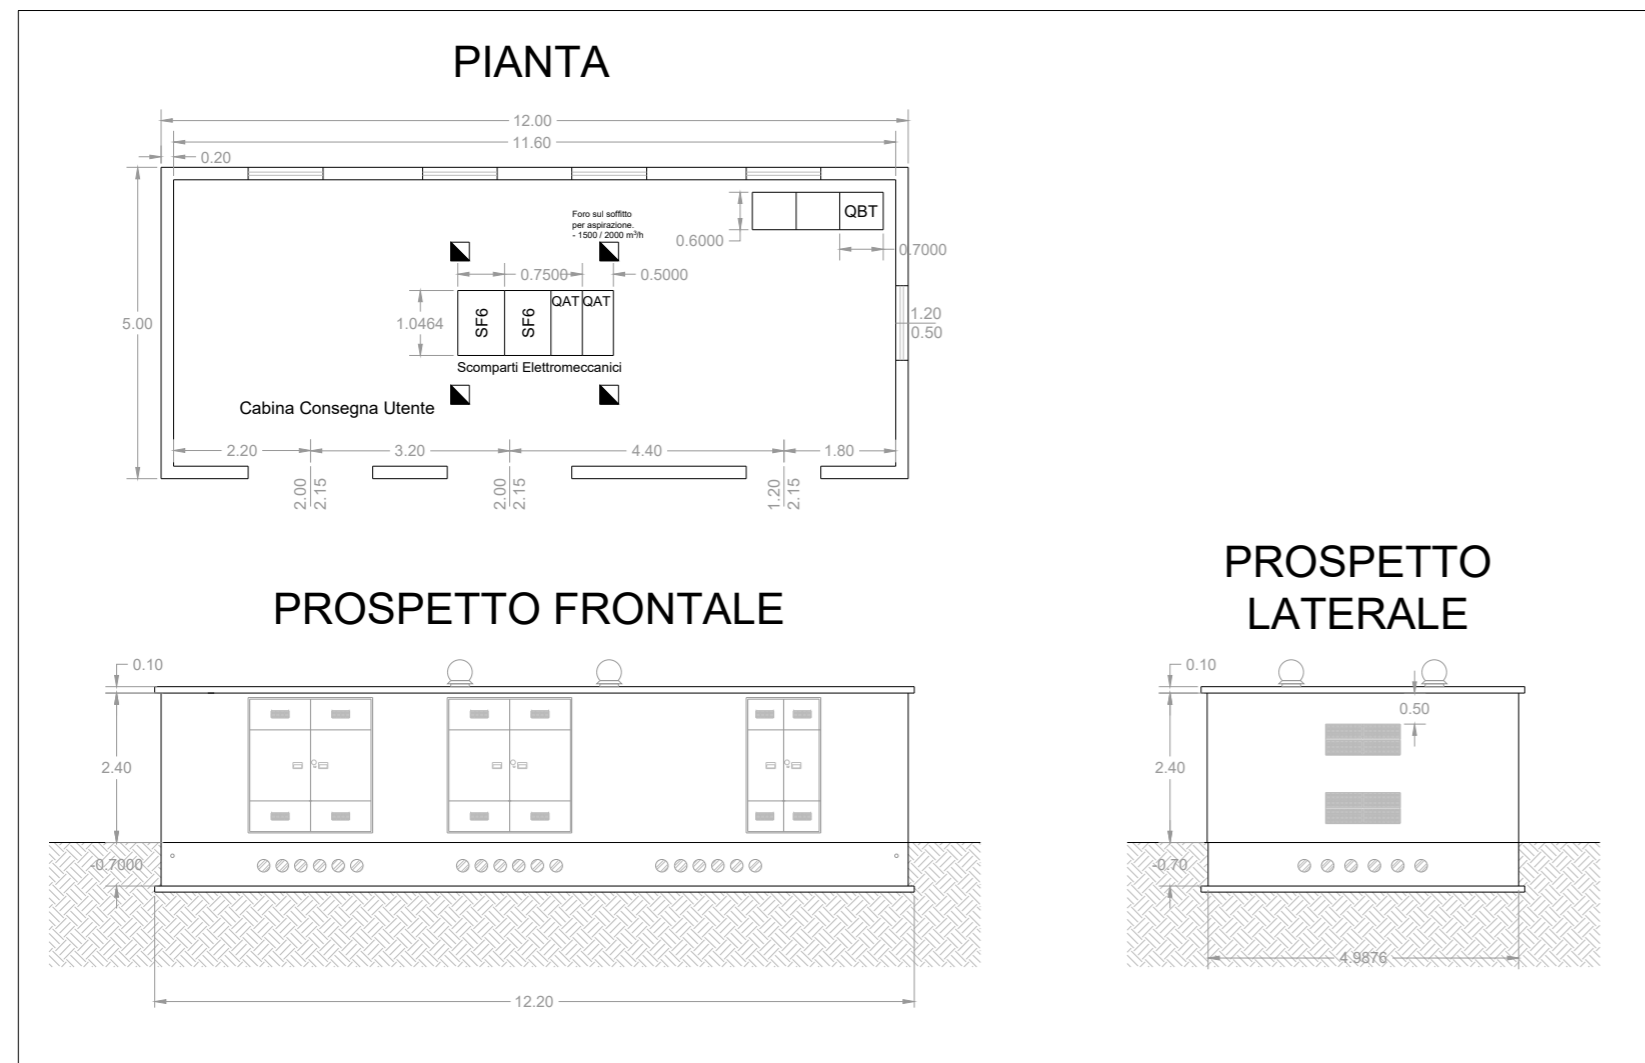 PIANTA
12.00
11.60
0.20
5.00
Foro sul soffitto
per aspirazione.
- 1500 / 2000 m³/h
QBT
0.6000
0.7000
0.7500
0.5000
1.0464
SF6
SF6
QAT
QAT
1.20
0.50
Scomparti Elettromeccanici
Cabina Consegna Utente
2.20
3.20
4.40
1.80
2.00
2.15
2.00
2.15
1.20
2.15
PROSPETTO FRONTALE
0.10
2.40
-0.7000
12.20
PROSPETTO
LATERALE
0.10
0.50
2.40
-0.70
4.9876